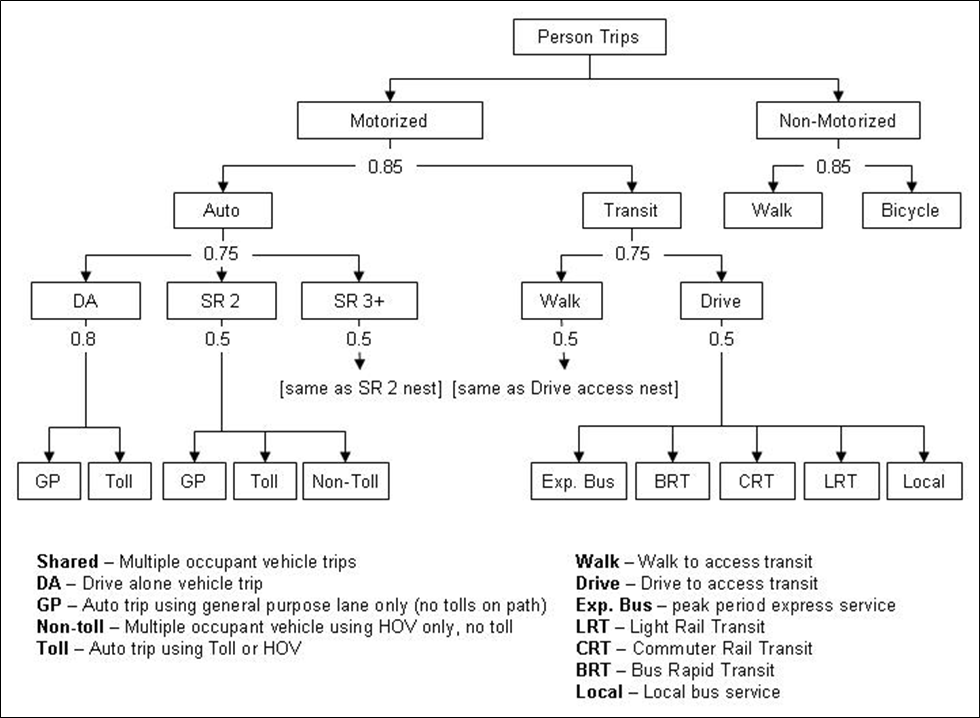 Person Trips
Motorized
Non-Motorized
0.85
0.85
Auto
Transit
Walk
Bicycle
0.75
0.75
DA
SR 2
SR 3+
Walk
Drive
0.8
0.5
0.5
0.5
0.5
[same as SR 2 nest]
[same as Drive access nest]
GP
Toll
GP
Toll
Non-Toll
Exp. Bus
BRT
CRT
LRT
Local
Shared – Multiple occupant vehicle trips
DA – Drive alone vehicle trip
GP – Auto trip using general purpose lane only (no tolls on path)
Non-toll – Multiple occupant vehicle using HOV only, no toll
Toll – Auto trip using Toll or HOV
Walk – Walk to access transit
Drive – Drive to access transit
Exp. Bus – peak period express service
LRT – Light Rail Transit
CRT – Commuter Rail Transit
BRT – Bus Rapid Transit
Local – Local bus service